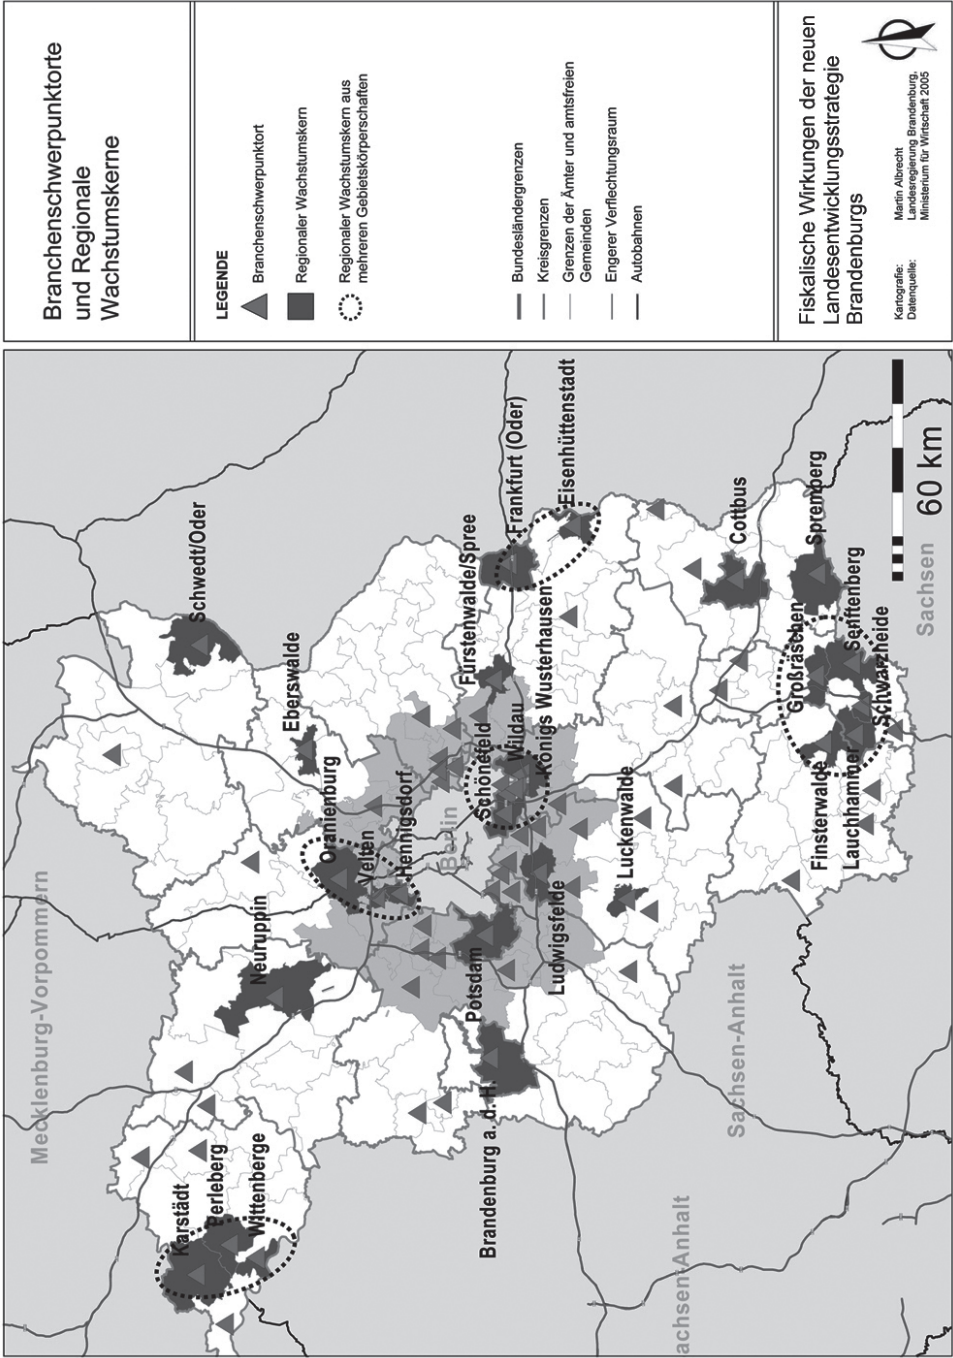 Branchenschwerpunktorte
und Regionale
Wachstumskerne
LEGENDE
Branchenschwerpunktort
Regionaler Wachstumskern
Regionaler Wachstumskern aus
mehreren Gebietskörperschaften
Bundesländergrenzen
Kreisgrenzen
Grenzen der Ämter und amtsfreien
Gemeinden
Engerer Verflechtungsraum
Autobahnen
Fiskalische Wirkungen der neuen
Landesentwicklungsstrategie
Brandenburgs
Kartografie: Martin Albrecht
Datenquelle: Landesregierung Brandenburg,
Ministerium für Wirtschaft 2005
Mecklenburg-Vorpommern
Karstädt
Perleberg
Wittenberge
Neuruppin
Schwedt/Oder
Eberswalde
Oranienburg
Velten
Hennigsdorf
Berlin
Fürstenwalde/Spree
Frankfurt (Oder)
Eisenhüttenstadt
Brandenburg a. d. H.
Potsdam
Schönefeld
Wildau
Königs Wusterhausen
Ludwigsfelde
Luckenwalde
Cottbus
Spremberg
Großräschen
Senftenberg
Schwarzheide
Finsterwalde
Lauchhammer
Sachsen-Anhalt
achsen-Anhalt
Sachsen
60 km